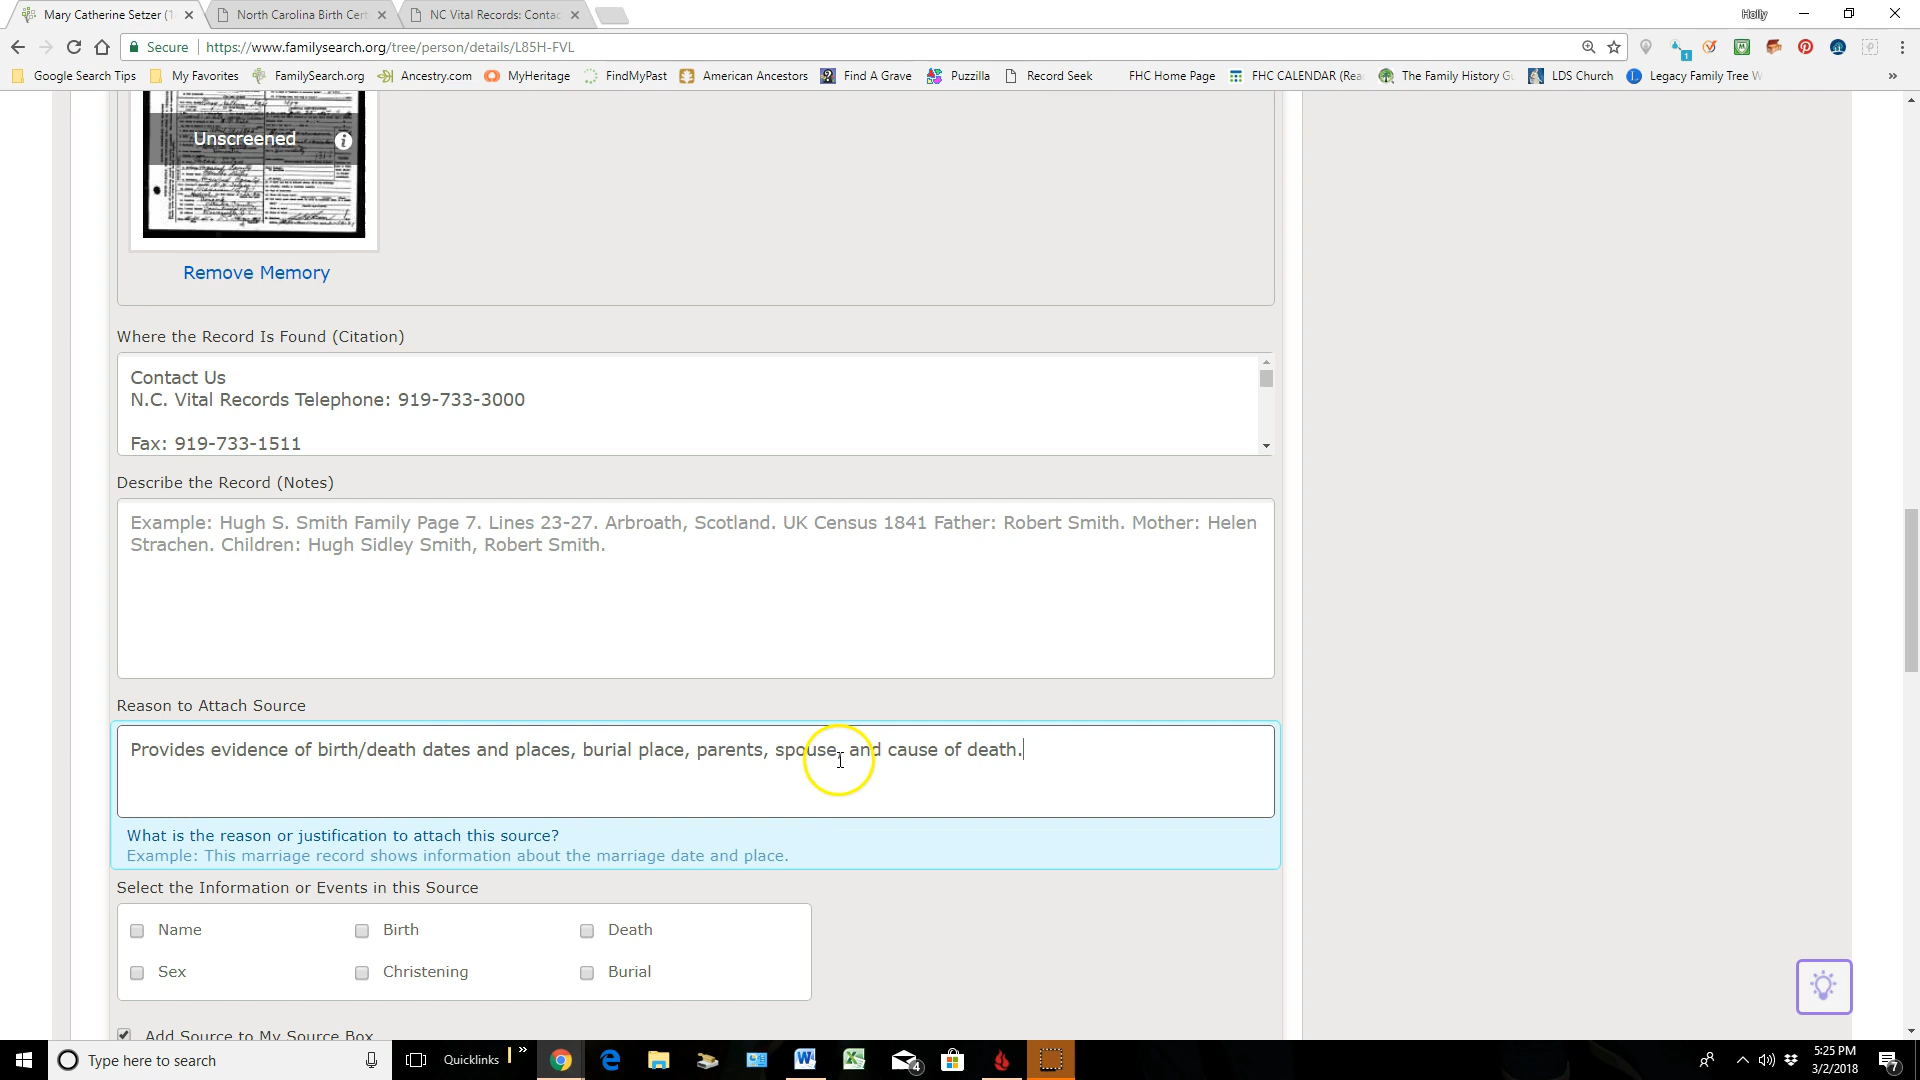 Mary Catherine Setzer (1
North Carolina Birth Cert
NC Vital Records: Contac
Holly
Secure
https://www.familysearch.org/tree/person/details/L85H-FVL
Google Search Tips
My Favorites
FamilySearch.org
Ancestry.com
MyHeritage
FindMyPast
American Ancestors
Find A Grave
Puzzilla
Record Seek
FHC Home Page
FHC CALENDAR (Rea
The Family History Gu
LDS Church
Legacy Family Tree W
Unscreened
Remove Memory
Where the Record Is Found (Citation)
Contact Us
N.C. Vital Records Telephone: 919-733-3000
Fax: 919-733-1511
Describe the Record (Notes)
Example: Hugh S. Smith Family Page 7. Lines 23-27. Arbroath, Scotland. UK Census 1841 Father: Robert Smith. Mother: Helen
Strachen. Children: Hugh Sidley Smith, Robert Smith.
Reason to Attach Source
Provides evidence of birth/death dates and places, burial place, parents, spouse, and cause of death.
What is the reason or justification to attach this source?
Example: This marriage record shows information about the marriage date and place.
Select the Information or Events in this Source
Name Birth Death
Sex Christening Burial
Add Source to My Source Box
Type here to search
Quicklinks
4
5:25 PM
3/2/2018
7